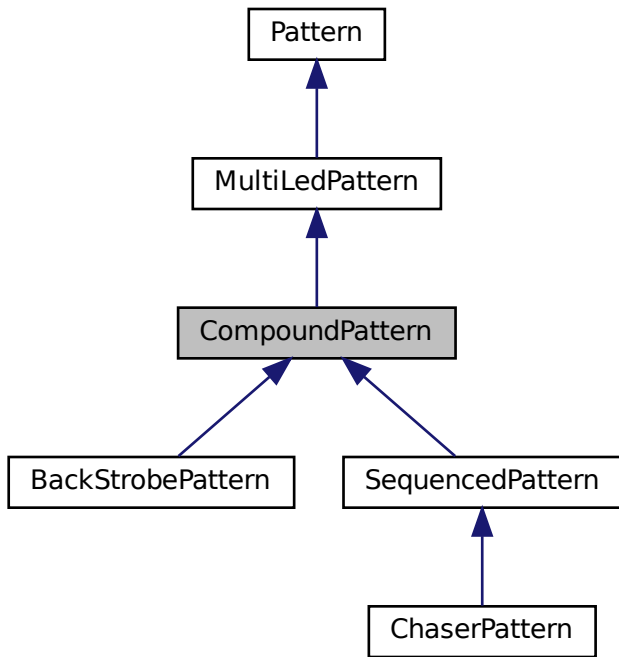 Pattern
MultiLedPattern
CompoundPattern
BackStrobePattern
SequencedPattern
ChaserPattern